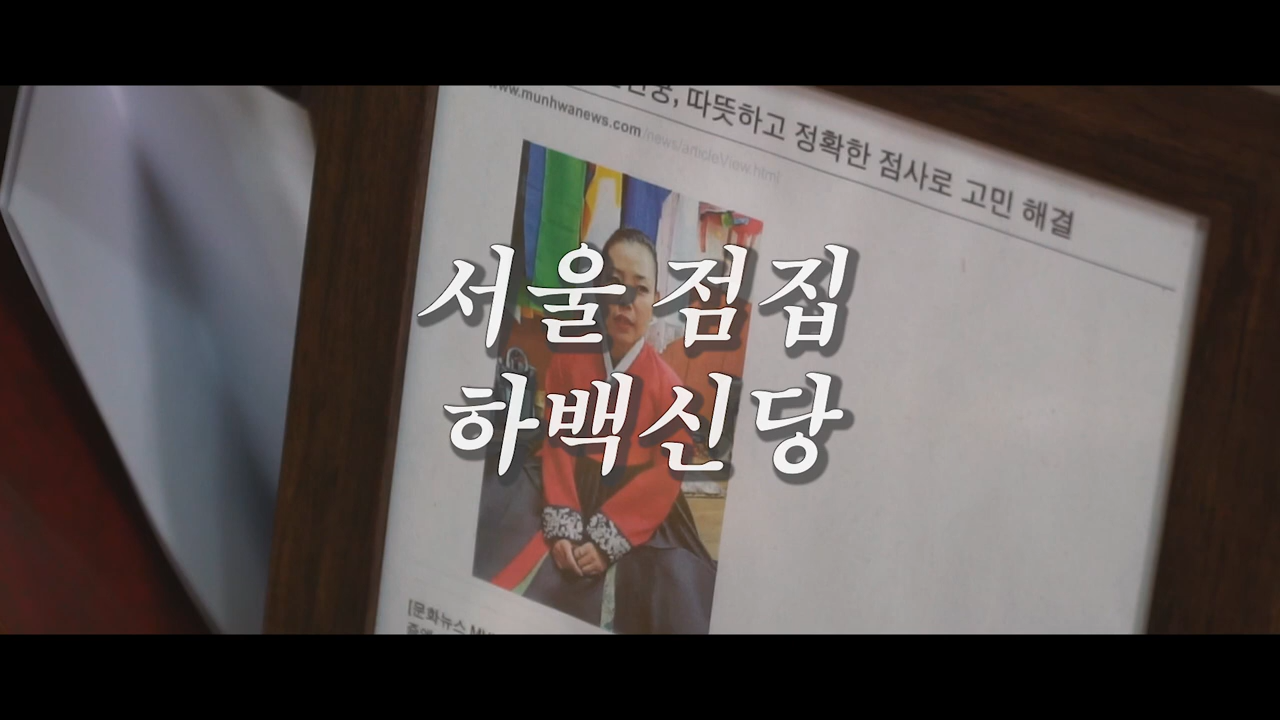 따뜻하고 정확한 점사로 고민 해결
www.munhwanews.com/news/articleView.html
서울 점집
하백신당
[문화뉴스